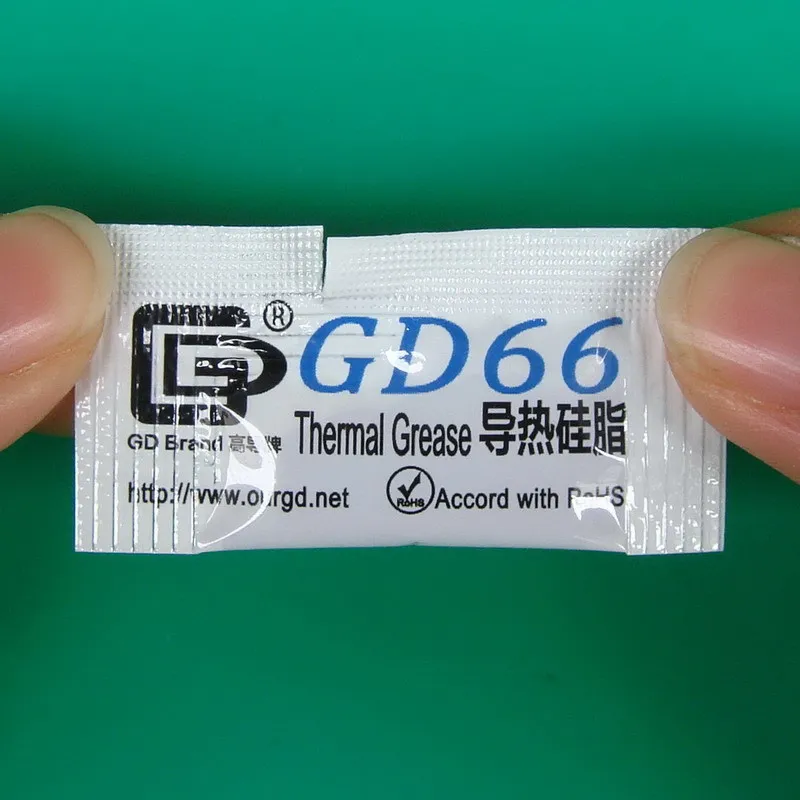 GD ® GD66
GD Brand 高导牌 Thermal Grease 导热硅脂
http://www.ourgd.net RoHS Accord with RoHS